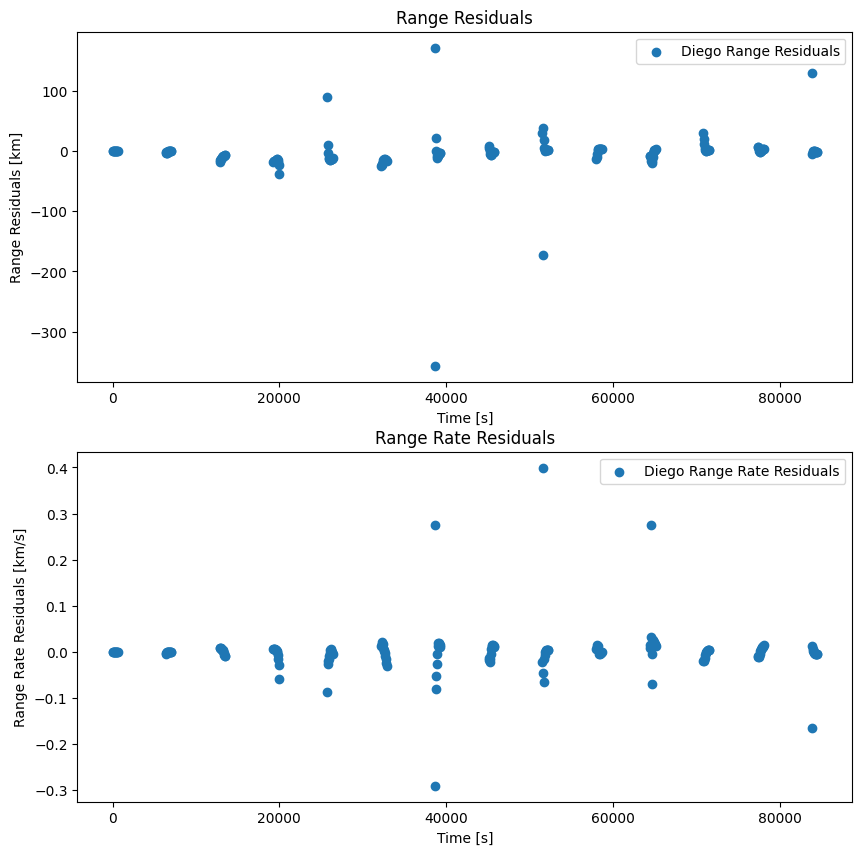 Range Residuals
Diego Range Residuals
Range Residuals [km]
100
0
−100
−200
−300
0 20000 40000 60000 80000
Time [s]
Range Rate Residuals
Diego Range Rate Residuals
Range Rate Residuals [km/s]
0.4
0.3
0.2
0.1
0.0
−0.1
−0.2
−0.3
0 20000 40000 60000 80000
Time [s]